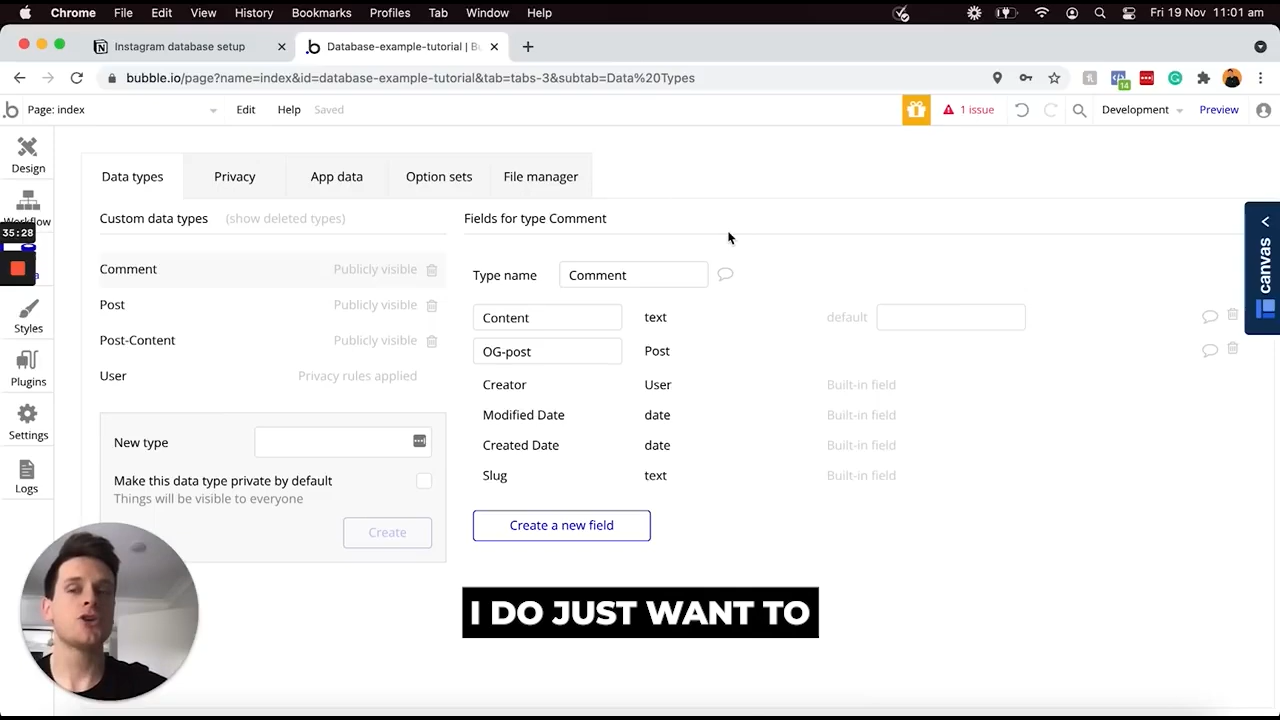 Chrome File Edit View History Bookmarks Profiles Tab Window Help Fri 19 Nov 11:01 am
Instagram database setup Database-example-tutorial | Bu
bubble.io/page?name=index&id=database-example-tutorial&tab=tabs-3&subtab=Data%20Types
14
Page: index Edit Help Saved 1 issue Development Preview
Design
Workflow
35:28
Styles
Plugins
Settings
Logs
Data types Privacy App data Option sets File manager
Custom data types (show deleted types)
Comment Publicly visible
Post Publicly visible
Post-Content Publicly visible
User Privacy rules applied
New type
Make this data type private by default
Things will be visible to everyone
Create
Fields for type Comment
Type name Comment
Content text default
OG-post Post
Creator User Built-in field
Modified Date date Built-in field
Created Date date Built-in field
Slug text Built-in field
Create a new field
canvas
I DO JUST WANT TO